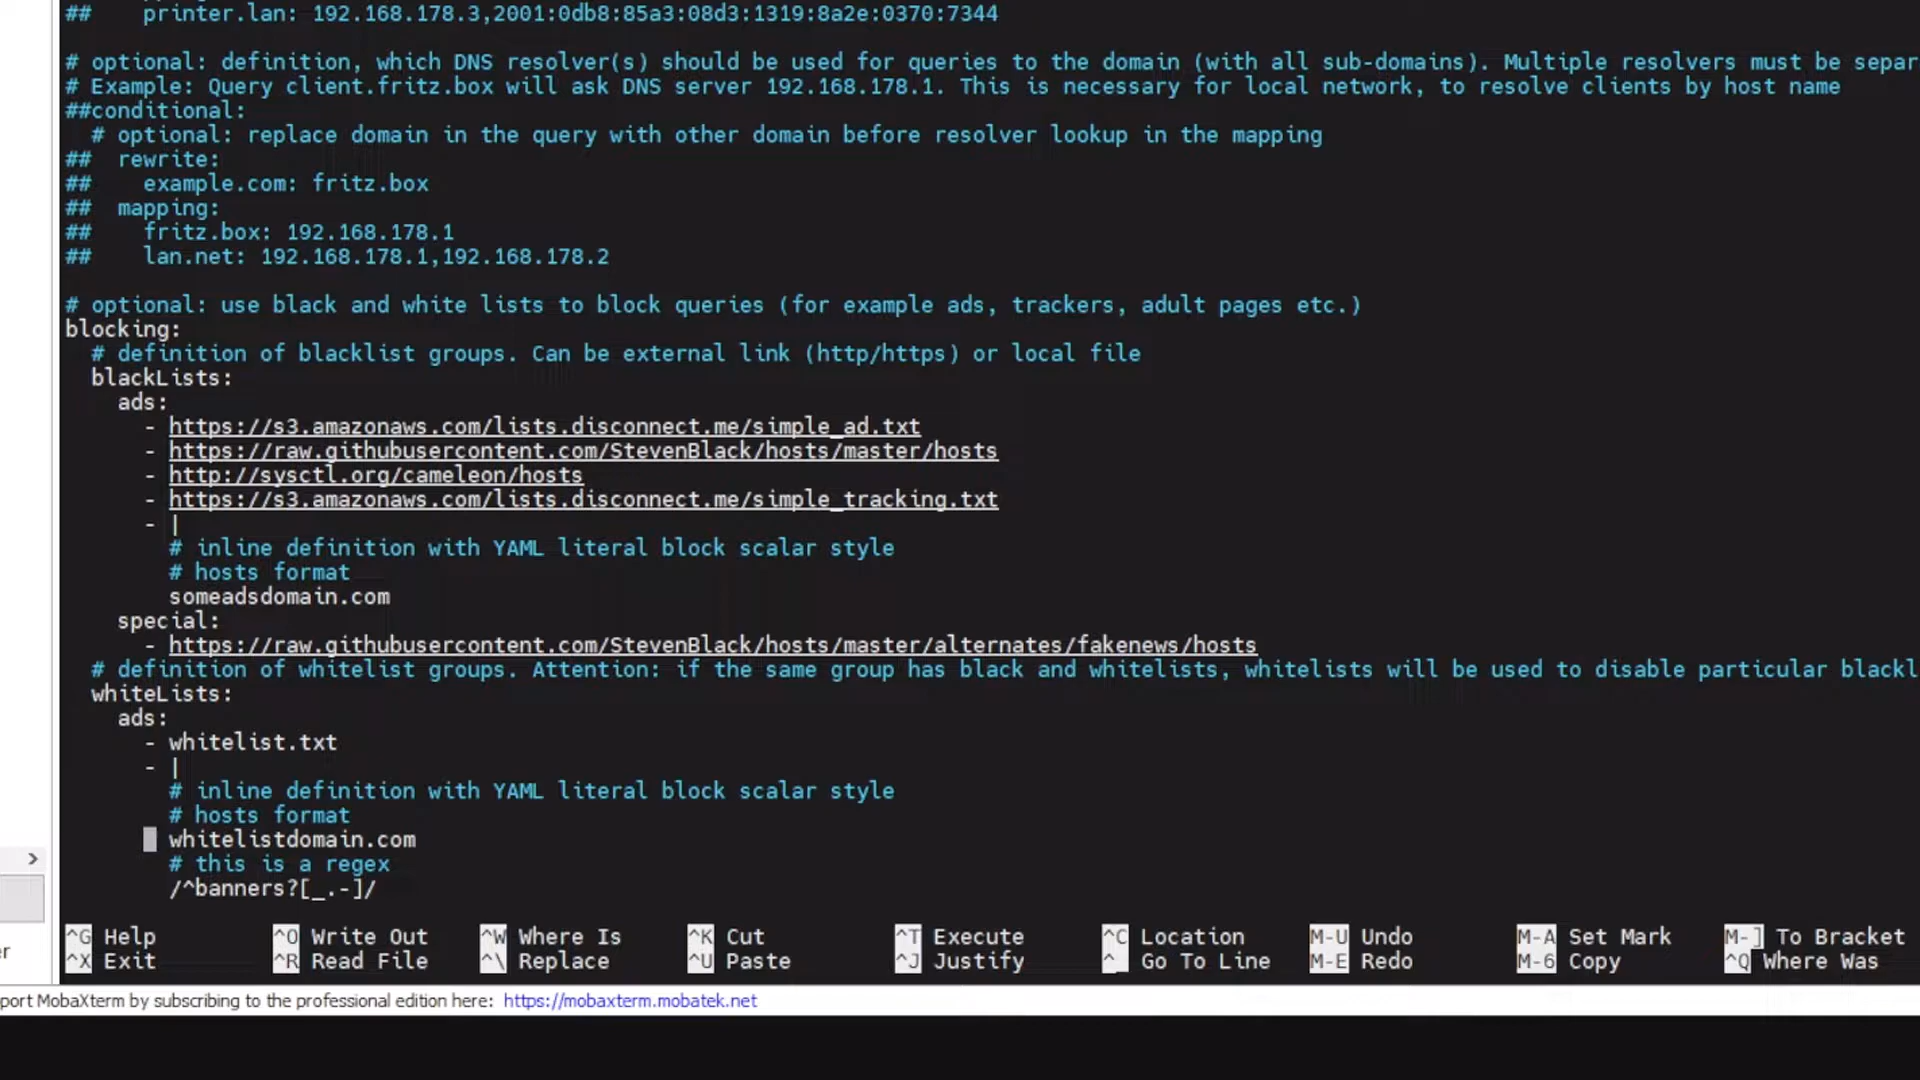 ##    printer.lan: 192.168.178.3,2001:0db8:85a3:08d3:1319:8a2e:0370:7344
# optional: definition, which DNS resolver(s) should be used for queries to the domain (with all sub-domains). Multiple resolvers must be separ
# Example: Query client.fritz.box will ask DNS server 192.168.178.1. This is necessary for local network, to resolve clients by host name
##conditional:
  # optional: replace domain in the query with other domain before resolver lookup in the mapping
##  rewrite:
##    example.com: fritz.box
##  mapping:
##    fritz.box: 192.168.178.1
##    lan.net: 192.168.178.1,192.168.178.2
# optional: use black and white lists to block queries (for example ads, trackers, adult pages etc.)
blocking:
  # definition of blacklist groups. Can be external link (http/https) or local file
  blackLists:
    ads:
      - https://s3.amazonaws.com/lists.disconnect.me/simple_ad.txt
      - https://raw.githubusercontent.com/StevenBlack/hosts/master/hosts
      - http://sysctl.org/cameleon/hosts
      - https://s3.amazonaws.com/lists.disconnect.me/simple_tracking.txt
      - |
        # inline definition with YAML literal block scalar style
        # hosts format
        someadsdomain.com
    special:
      - https://raw.githubusercontent.com/StevenBlack/hosts/master/alternates/fakenews/hosts
  # definition of whitelist groups. Attention: if the same group has black and whitelists, whitelists will be used to disable particular blackl
  whiteLists:
    ads:
      - whitelist.txt
      - |
        # inline definition with YAML literal block scalar style
        # hosts format
        whitelistdomain.com
        # this is a regex
        /^banners?[_.-]/
^G Help ^O Write Out ^W Where Is ^K Cut ^T Execute ^C Location M-U Undo M-A Set Mark M-] To Bracket
^X Exit ^R Read File ^\ Replace ^U Paste ^J Justify ^_ Go To Line M-E Redo M-6 Copy ^Q Where Was
port MobaXterm by subscribing to the professional edition here: https://mobaxterm.mobatek.net